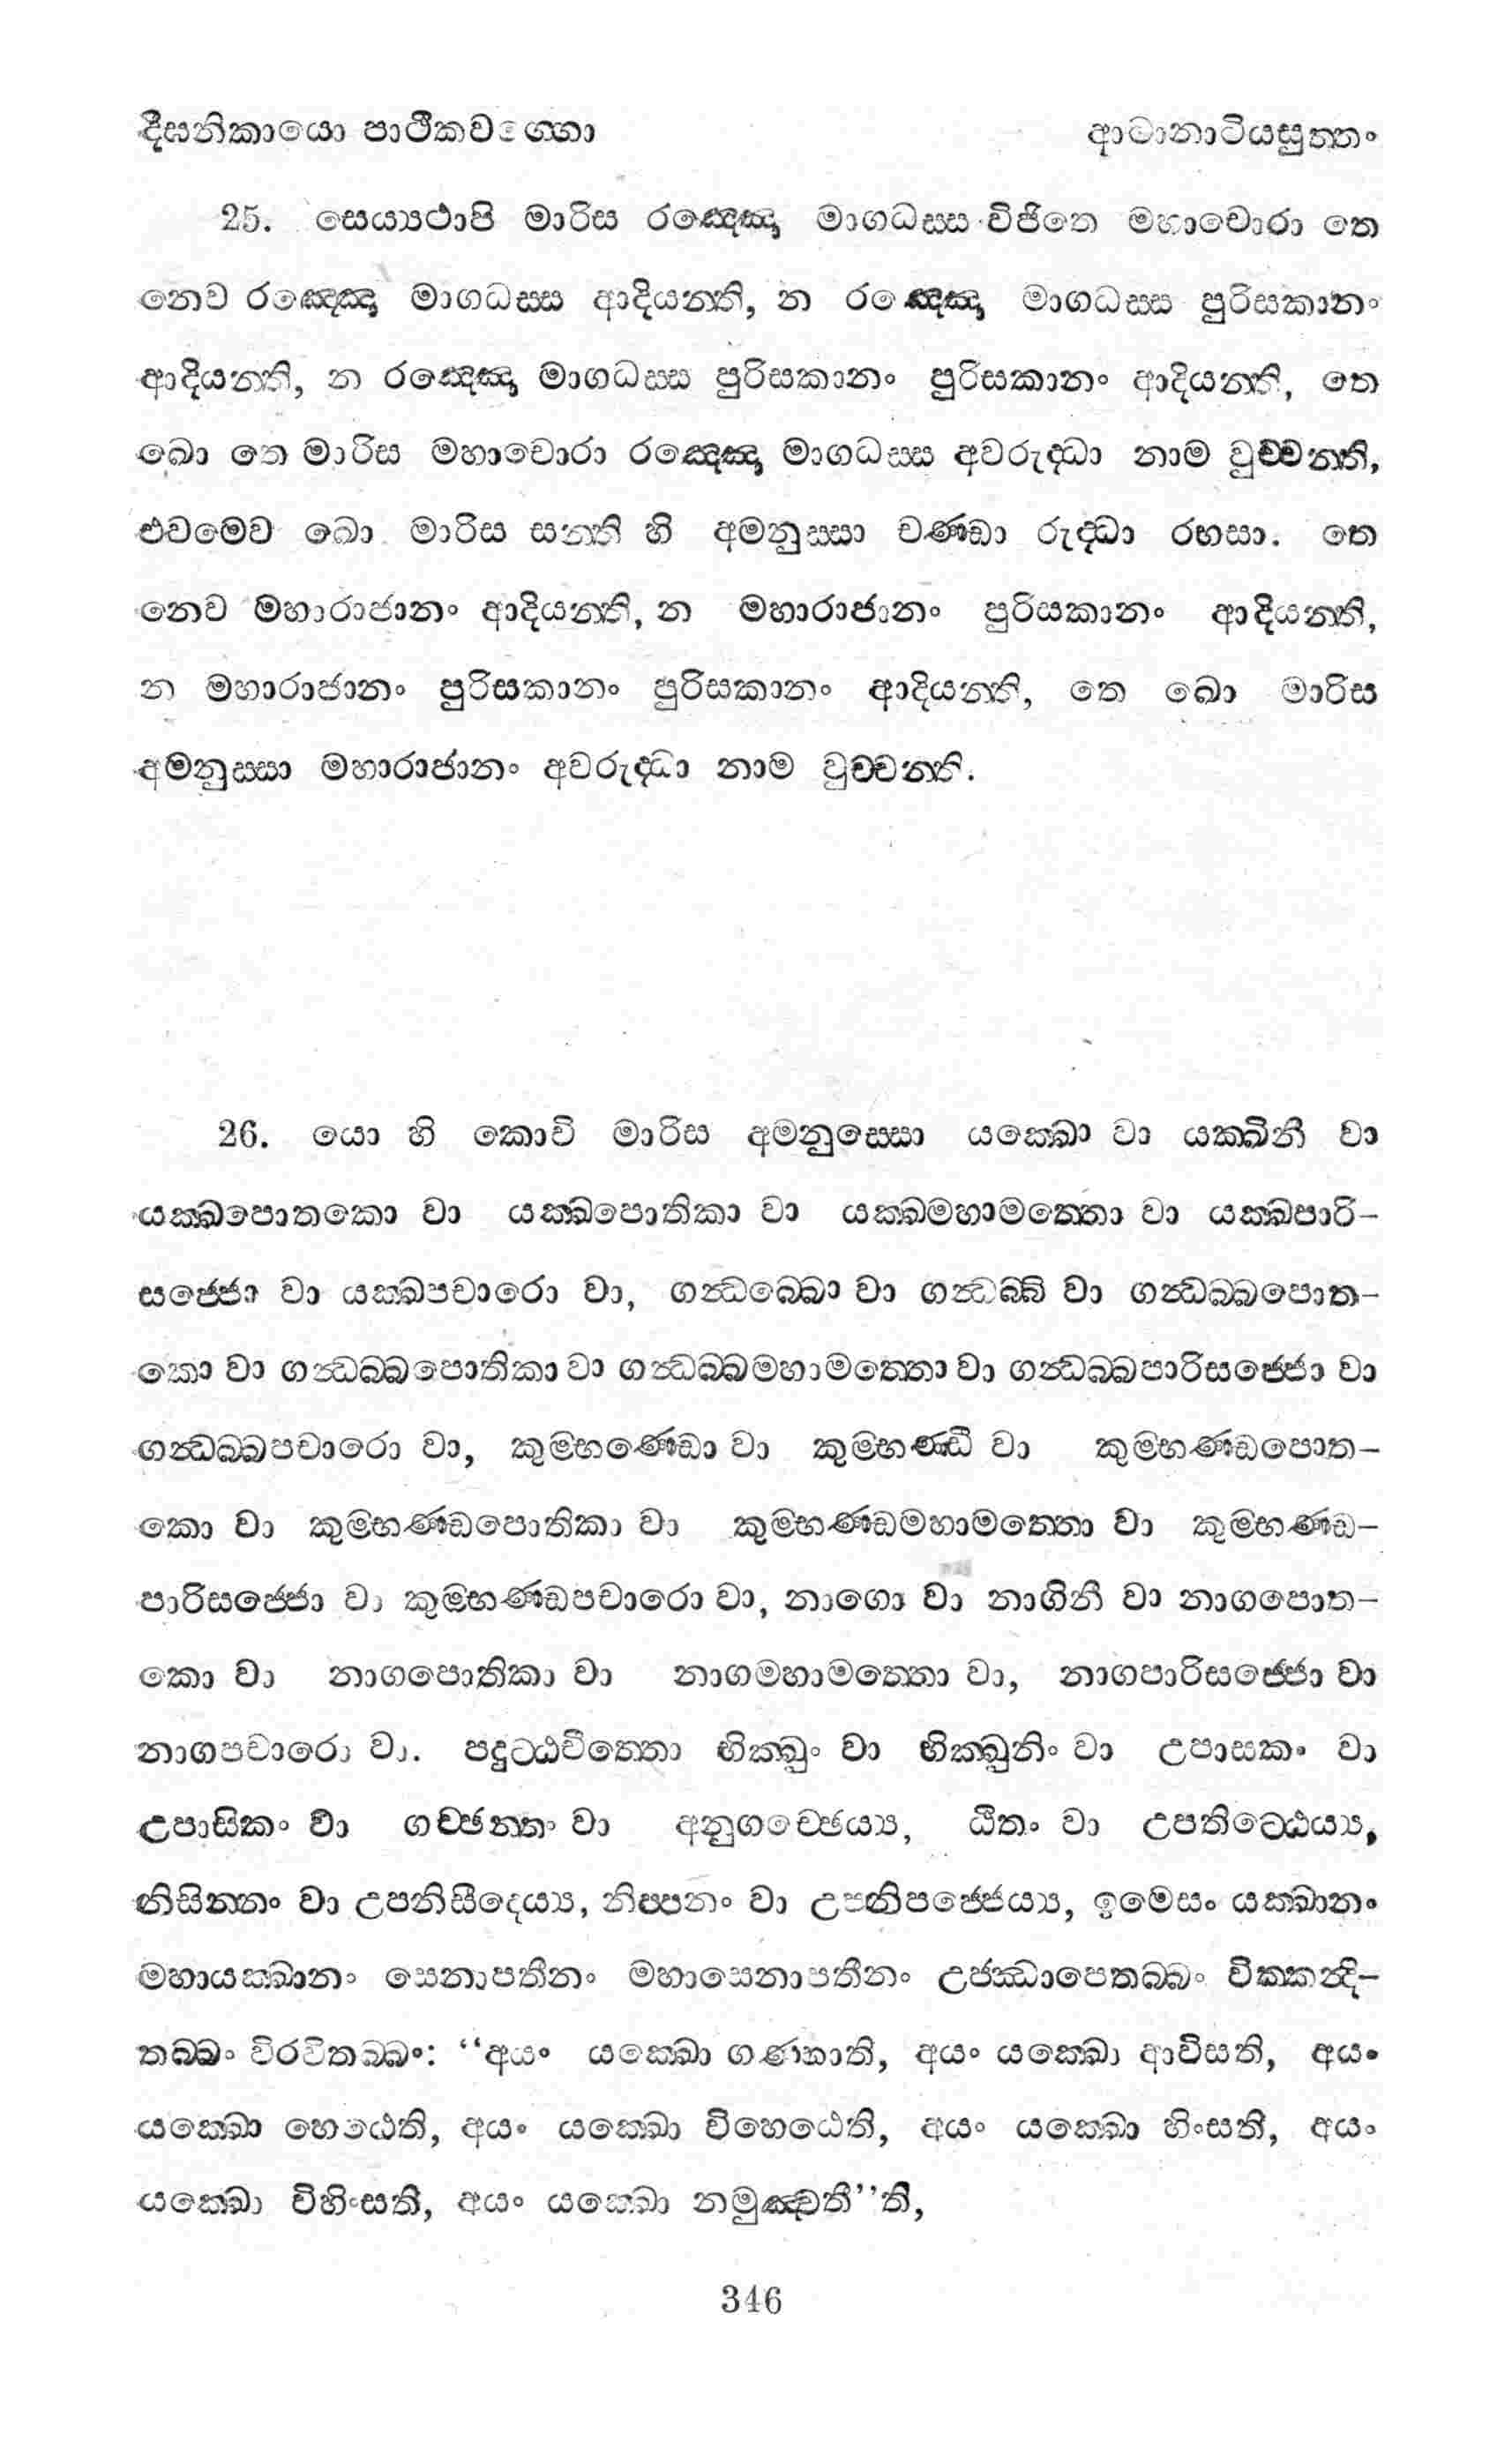 දීඝනිකායො පාථිකවග්ගො
ආටානාටියසුත්තං
25. සෙය්‍යථාපි මාරිස රඤ්ඤො මාගධස්ස විජිතෙ මහාචොරා තෙ
නෙව රඤ්ඤො මාගධස්ස ආදියන්ති, න රඤ්ඤො මාගධස්ස පුරිසකානං
ආදියන්ති, න රඤ්ඤො මාගධස්ස පුරිසකානං පුරිසකානං ආදියන්ති, තෙ
ඛො තෙ මාරිස මහාචොරා රඤ්ඤො මාගධස්ස අවරුද්ධා නාම වුච්චන්ති,
එවමෙව ඛො මාරිස සන්ති හි අමනුස්සා චණ්ඩා රුද්ධා රභසා. තෙ
නෙව මහාරාජානං ආදියන්ති, න මහාරාජානං පුරිසකානං ආදියන්ති,
න මහාරාජානං පුරිසකානං පුරිසකානං ආදියන්ති, තෙ ඛො මාරිස
අමනුස්සා මහාරාජානං අවරුද්ධා නාම වුච්චන්ති.
26. යො හි කොචි මාරිස අමනුස්සො යක්ඛො වා යක්ඛිනී වා
යක්ඛපොතකො වා යක්ඛපොතිකා වා යක්ඛමහාමත්තො වා යක්ඛපාරි-
සජ්ජො වා යක්ඛපචාරො වා, ගන්ධබ්බො වා ගන්ධබ්බී වා ගන්ධබ්බපොත-
කො වා ගන්ධබ්බපොතිකා වා ගන්ධබ්බමහාමත්තො වා ගන්ධබ්බපාරිසජ්ජො වා
ගන්ධබ්බපචාරො වා, කුම්භණ්ඩො වා කුම්භණ්ඩී වා කුම්භණ්ඩපොත-
කො වා කුම්භණ්ඩපොතිකා වා කුම්භණ්ඩමහාමත්තො වා කුම්භණ්ඩ-
පාරිසජ්ජො වා කුම්භණ්ඩපචාරො වා, නාගො වා නාගිනී වා නාගපොත-
කො වා නාගපොතිකා වා නාගමහාමත්තො වා, නාගපාරිසජ්ජො වා
නාගපචාරො වා. පදුට්ඨචිත්තො භික්ඛුං වා භික්ඛුනිං වා උපාසකං වා
උපාසිකං වා ගච්ඡන්තං වා අනුගච්ඡෙය්‍ය, ඨිතං වා උපතිට්ඨෙය්‍ය,
නිසින්නං වා උපනිසීදෙය්‍ය, නිප්පනං වා උපනිපජ්ජෙය්‍ය, ඉමෙසං යක්ඛානං
මහායක්ඛානං සෙනාපතීනං මහාසෙනාපතීනං උජ්ඣාපෙතබ්බං වික්කන්දි-
තබ්බං විරවිතබ්බං: “අයං යක්ඛො ගණ්හාති, අයං යක්ඛො ආවිසති, අයං
යක්ඛො හෙඨෙති, අයං යක්ඛො විහෙඨෙති, අයං යක්ඛො හිංසති, අයං
යක්ඛො විහිංසති, අයං යක්ඛො නමුඤ්චතී”ති,
346